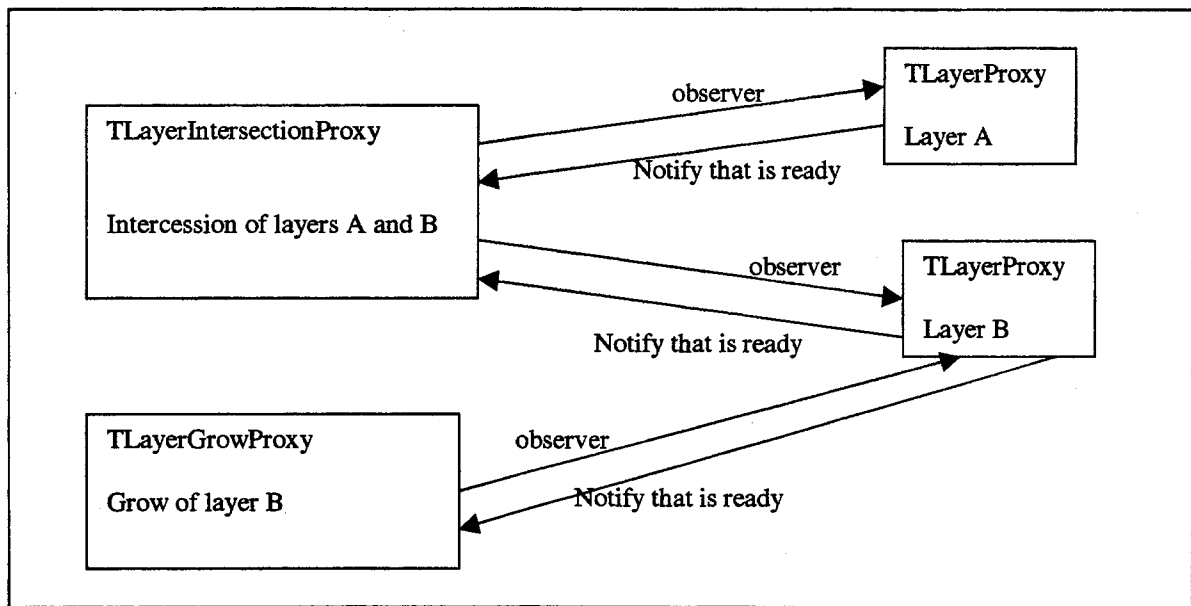 TLayerProxy
observer
TLayerIntersectionProxy
Layer A
Notify that is ready
Intercession of layers A and B
observer
TLayerProxy
Layer B
Notify that is ready
TLayerGrowProxy
observer
Grow of layer B
Notify that is ready